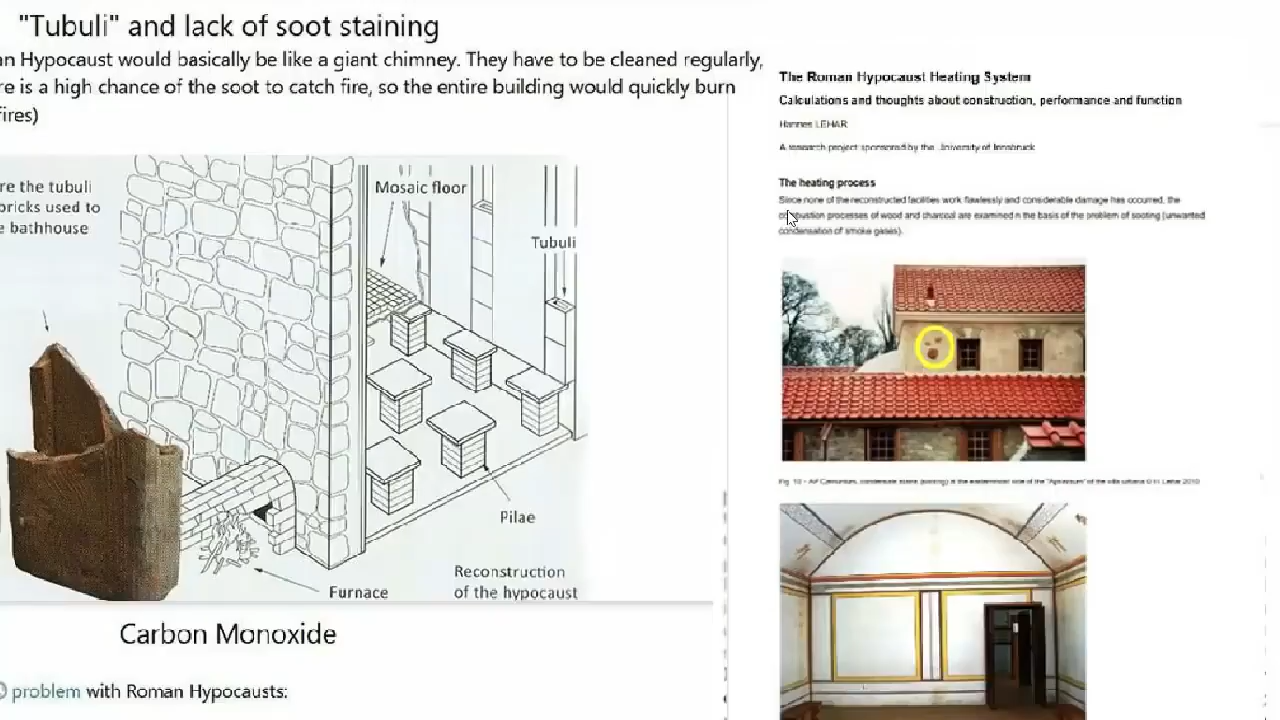 "Tubuli" and lack of soot staining
an Hypocaust would basically be like a giant chimney. They have to be cleaned regularly,
re is a high chance of the soot to catch fire, so the entire building would quickly burn
fires)
re the tubuli
bricks used to
e bathhouse
Mosaic floor
Tubuli
Pilae
Furnace
Reconstruction
of the hypocaust
Carbon Monoxide
problem with Roman Hypocausts:
The Roman Hypocaust Heating System
Calculations and thoughts about construction, performance and function
Hannes LEHAR
A research project sponsored by the University of Innsbruck
The heating process
Since none of the reconstructed facilities work flawlessly and considerable damage has occurred, the
combustion processes of wood and charcoal are examined in the basis of the problem of sooting (unwanted
condensation of smoke gases).